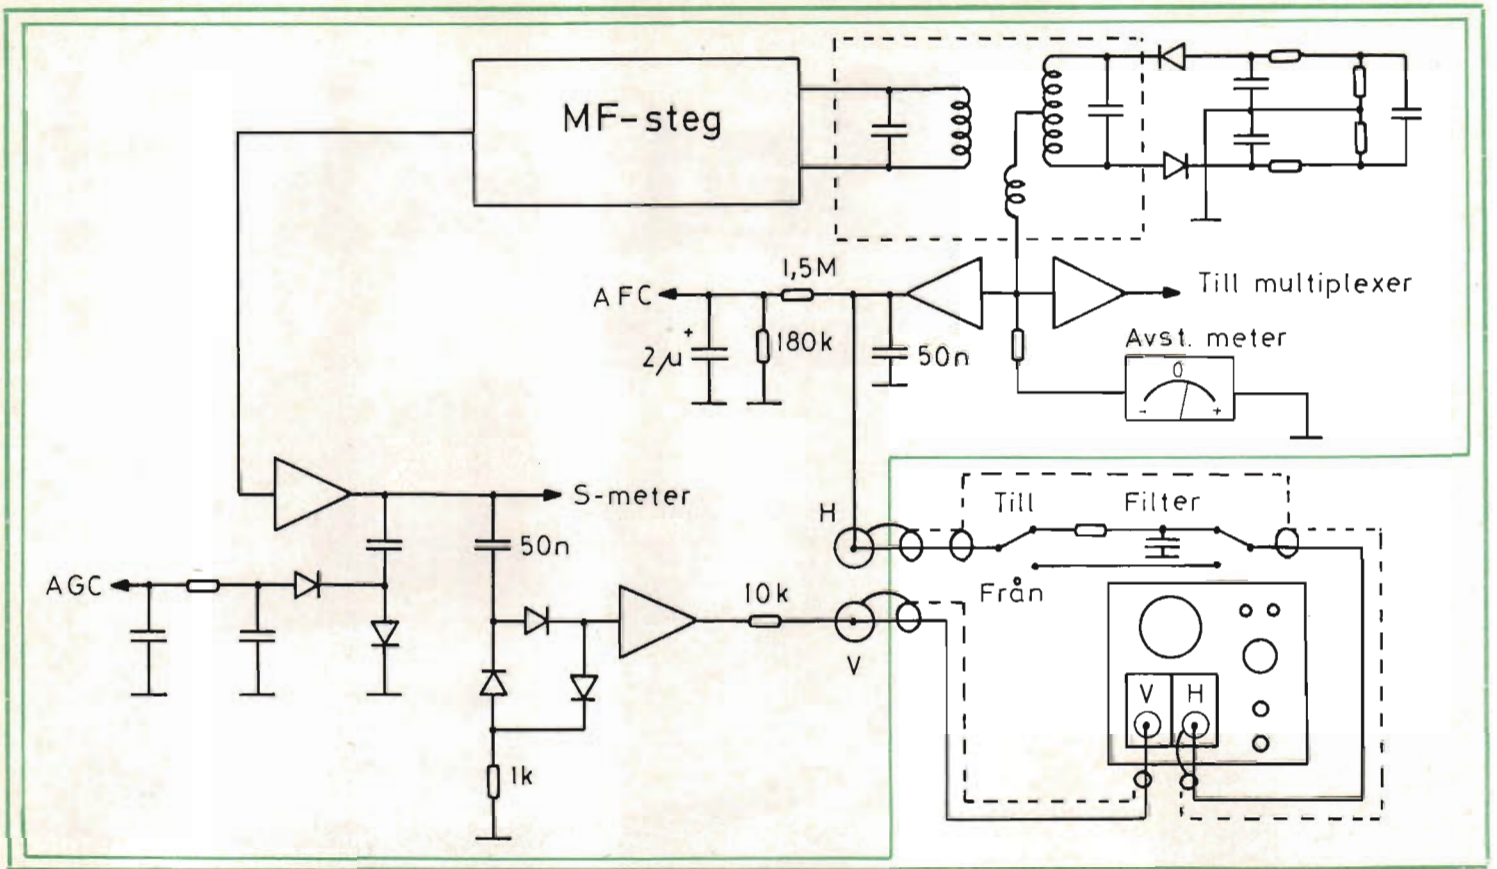 MF-steg
1,5M
AFC
Till multiplexer
+
2µ
180k
50n
Avst. meter
0
- +
S-meter
H
Till Filter
50n
AGC
10k
Från
V
V H
1k